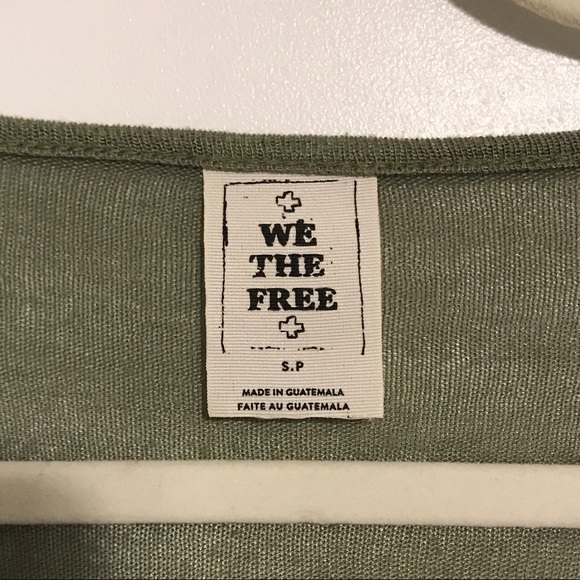 WE
THE
FREE
S.P
MADE IN GUATEMALA
FAITE AU GUATEMALA